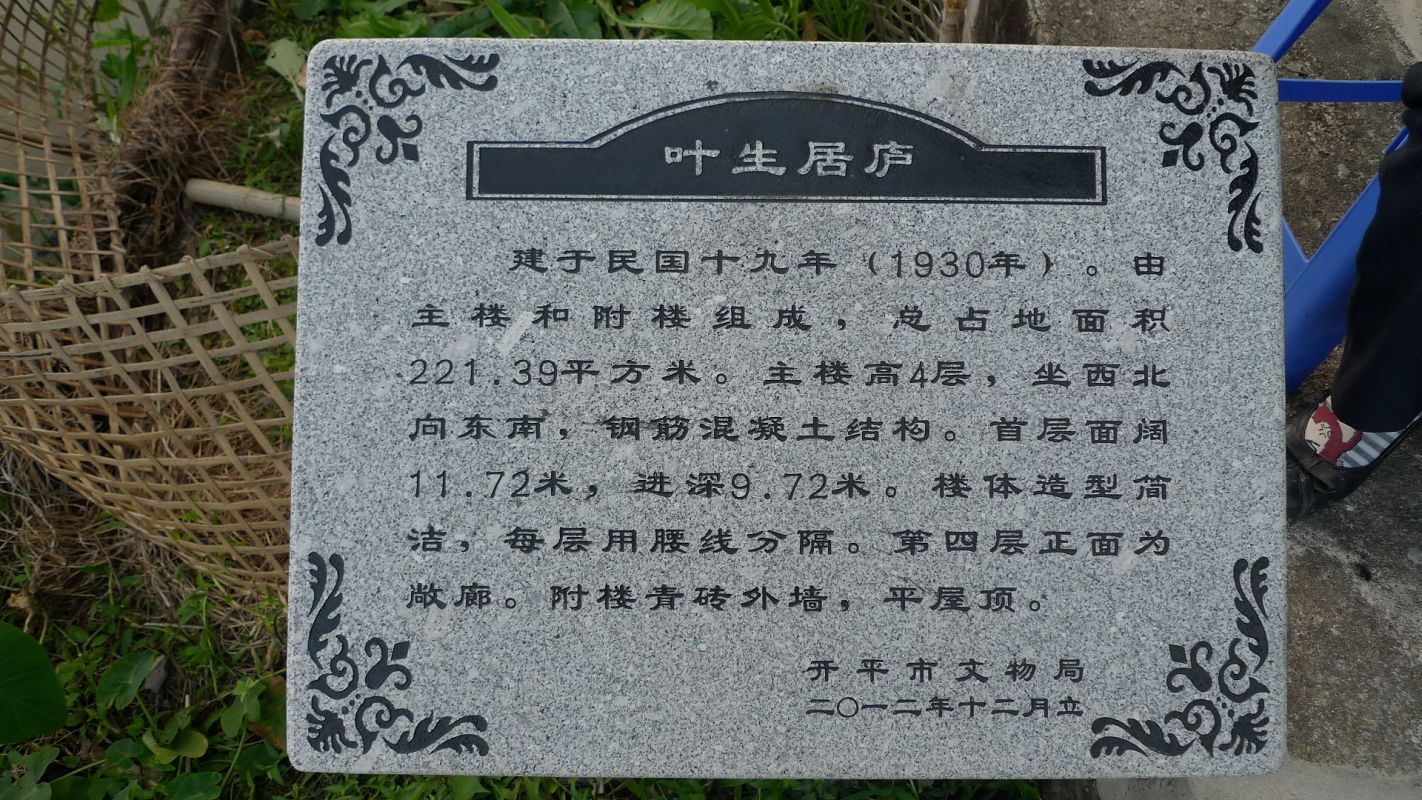 叶生居庐
建于民国十九年（1930年）。由
主楼和附楼组成，总占地面积
221.39平方米。主楼高4层，坐西北
向东南，钢筋混凝土结构。首层面阔
11.72米，进深9.72米。楼体造型简
洁，每层用腰线分隔。第四层正面为
敞廊。附楼青砖外墙，平屋顶。
开平市文物局
二〇一二年十二月立